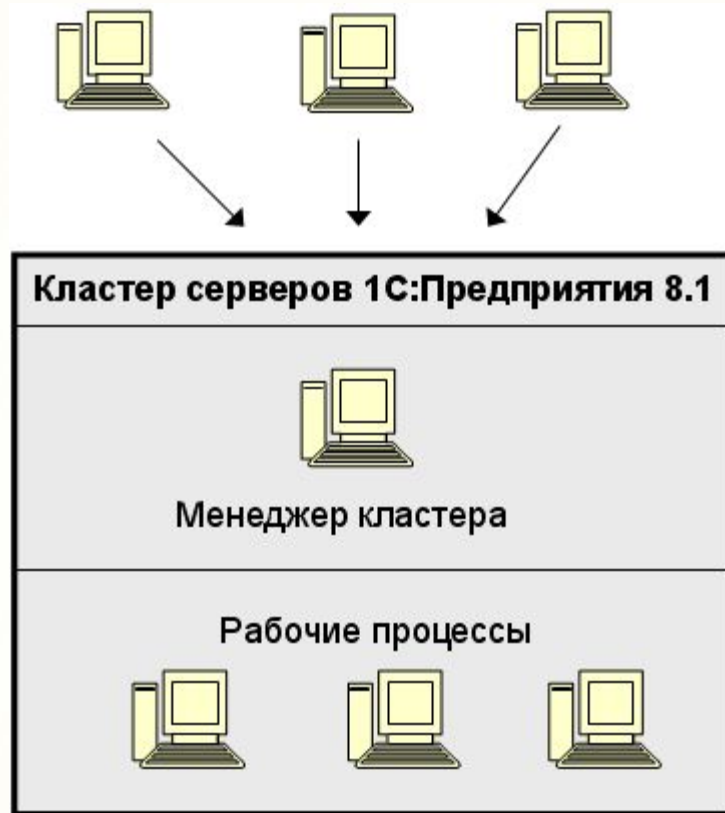 Кластер серверов 1С:Предприятия 8.1
Менеджер кластера
Рабочие процессы